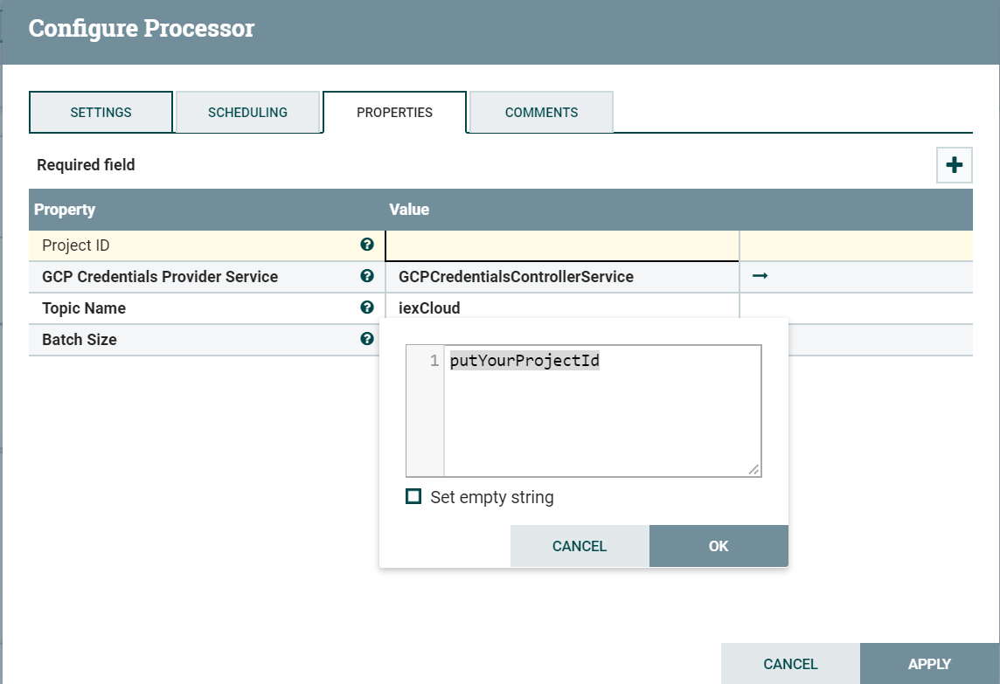 Configure Processor
SETTINGS SCHEDULING PROPERTIES COMMENTS
Required field
Property Value
Project ID
GCP Credentials Provider Service GCPCredentialsControllerService
Topic Name iexCloud
Batch Size
1 putYourProjectId
Set empty string
CANCEL OK
CANCEL APPLY